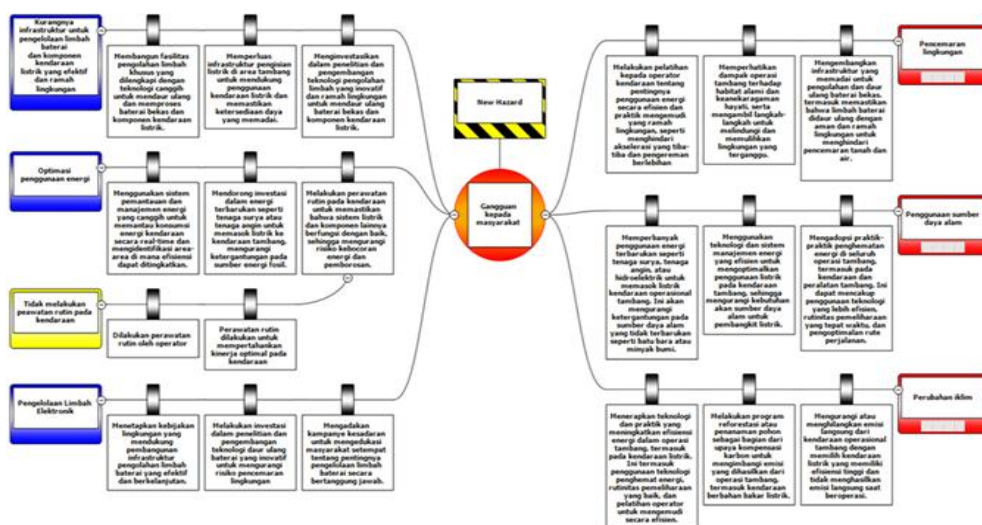 Kurangnya
infrastruktur untuk
pengelolaan limbah
baterai
dan komponen
kendaraan
listrik yang efektif
dan ramah
lingkungan
Membangun fasilitas
pengolahan limbah
khusus yang
dilengkapi dengan
teknologi canggih
untuk mendaur ulang
dan memproses
baterai bekas dan
komponen kendaraan
listrik.
Memperluas
infrastruktur pengisian
listrik di area tambang
untuk mendukung
penggunaan
kendaraan listrik dan
memastikan
ketersediaan daya
yang memadai.
Menginvestasikan
dalam penelitian dan
pengembangan
teknologi pengolahan
limbah yang inovatif
dan ramah lingkungan
untuk mendaur ulang
baterai bekas dan
komponen kendaraan
listrik.
Optimasi
penggunaan energi
Menggunakan sistem
pemantauan dan
manajemen energi
yang canggih untuk
memantau konsumsi
energi kendaraan
secara real-time dan
mengidentifikasi area-
area di mana efisiensi
dapat ditingkatkan.
Mendorong investasi
dalam energi
terbarukan seperti
tenaga surya atau
tenaga angin untuk
memasok listrik ke
kendaraan tambang,
mengurangi
ketergantungan pada
sumber energi fosil.
Melakukan perawatan
rutin pada kendaraan
untuk memastikan
bahwa sistem listrik
dan komponen lainnya
berfungsi dengan baik,
sehingga mengurangi
risiko kebocoran
energi dan
pemborosan.
Tidak melakukan
peawatan rutin pada
kendaraan
Dilakukan perawatan
rutin oleh operator
Perawatan rutin
dilakukan untuk
mempertahankan
kinerja optimal pada
kendaraan
Pengelolaan Limbah
Elektronik
Menetapkan kebijakan
lingkungan yang
mendukung
pembangunan
infrastruktur
pengolahan limbah
baterai yang efektif
dan berkelanjutan.
Melakukan investasi
dalam penelitian dan
pengembangan
teknologi daur ulang
baterai yang inovatif
untuk mengurangi
risiko pencemaran
lingkungan
Mengadakan
kampanye kesadaran
untuk mengedukasi
masyarakat setempat
tentang pentingnya
pengelolaan limbah
baterai secara
bertanggung jawab.
New Hazard
Gangguan
kepada
masyarakat
Melakukan pelatihan
kepada operator
kendaraan tentang
pentingnya
penggunaan energi
secara efisien dan
praktik mengemudi
yang ramah
lingkungan, seperti
menghindari
akselerasi yang tiba-
tiba dan pengereman
berlebihan
Memperhatikan
dampak operasi
tambang terhadap
habitat alami dan
keanekaragaman
hayati, serta
mengambil langkah-
langkah untuk
melindungi dan
memulihkan
lingkungan yang
terganggu.
Mengembangkan
infrastruktur yang
memadai untuk
pengolahan dan daur
ulang baterai bekas.
termasuk memastikan
bahwa limbah baterai
didaur ulang dengan
aman dan ramah
lingkungan untuk
menghindari
pencemaran tanah dan
air.
Pencemaran
lingkungan
Memperbanyak
penggunaan energi
terbarukan seperti
tenaga surya, tenaga
angin, atau
hidroelektrik untuk
memasok listrik
kendaraan operasional
tambang. Ini akan
mengurangi
ketergantungan pada
sumber daya alam
yang tidak terbarukan
seperti batu bara atau
minyak bumi.
Menggunakan
teknologi dan sistem
manajemen energi
yang efisien untuk
mengoptimalkan
penggunaan listrik
pada kendaraan
tambang, sehingga
mengurangi kebutuhan
akan sumber daya
alam untuk
pembangkit listrik.
Mengadopsi praktik-
praktik penghematan
energi di seluruh
operasi tambang,
termasuk pada
kendaraan dan
peralatan tambang. Ini
dapat mencakup
penggunaan teknologi
yang lebih efisien,
rutinitas pemeliharaan
yang tepat waktu, dan
pengoptimalan rute
perjalanan.
Penggunaan sumber
daya alam
Menerapkan teknologi
dan praktik yang
meningkatkan efisiensi
energi dalam operasi
tambang, termasuk
pada kendaraan listrik.
Ini termasuk
penggunaan teknologi
penghemat energi,
rutinitas pemeliharaan
yang baik, dan
pelatihan operator
untuk mengemudi
secara efisien.
Melakukan program
reforestasi atau
penanaman pohon
sebagai bagian dari
upaya kompensasi
karbon untuk
mengimbangi emisi
yang dihasilkan dari
operasi tambang,
termasuk kendaraan
berbahan bakar listrik.
Mengurangi atau
menghilangkan emisi
langsung dari
kendaraan operasional
tambang dengan
memilih kendaraan
listrik yang memiliki
efisiensi tinggi dan
tidak menghasilkan
emisi langsung saat
beroperasi.
Perubahan iklim